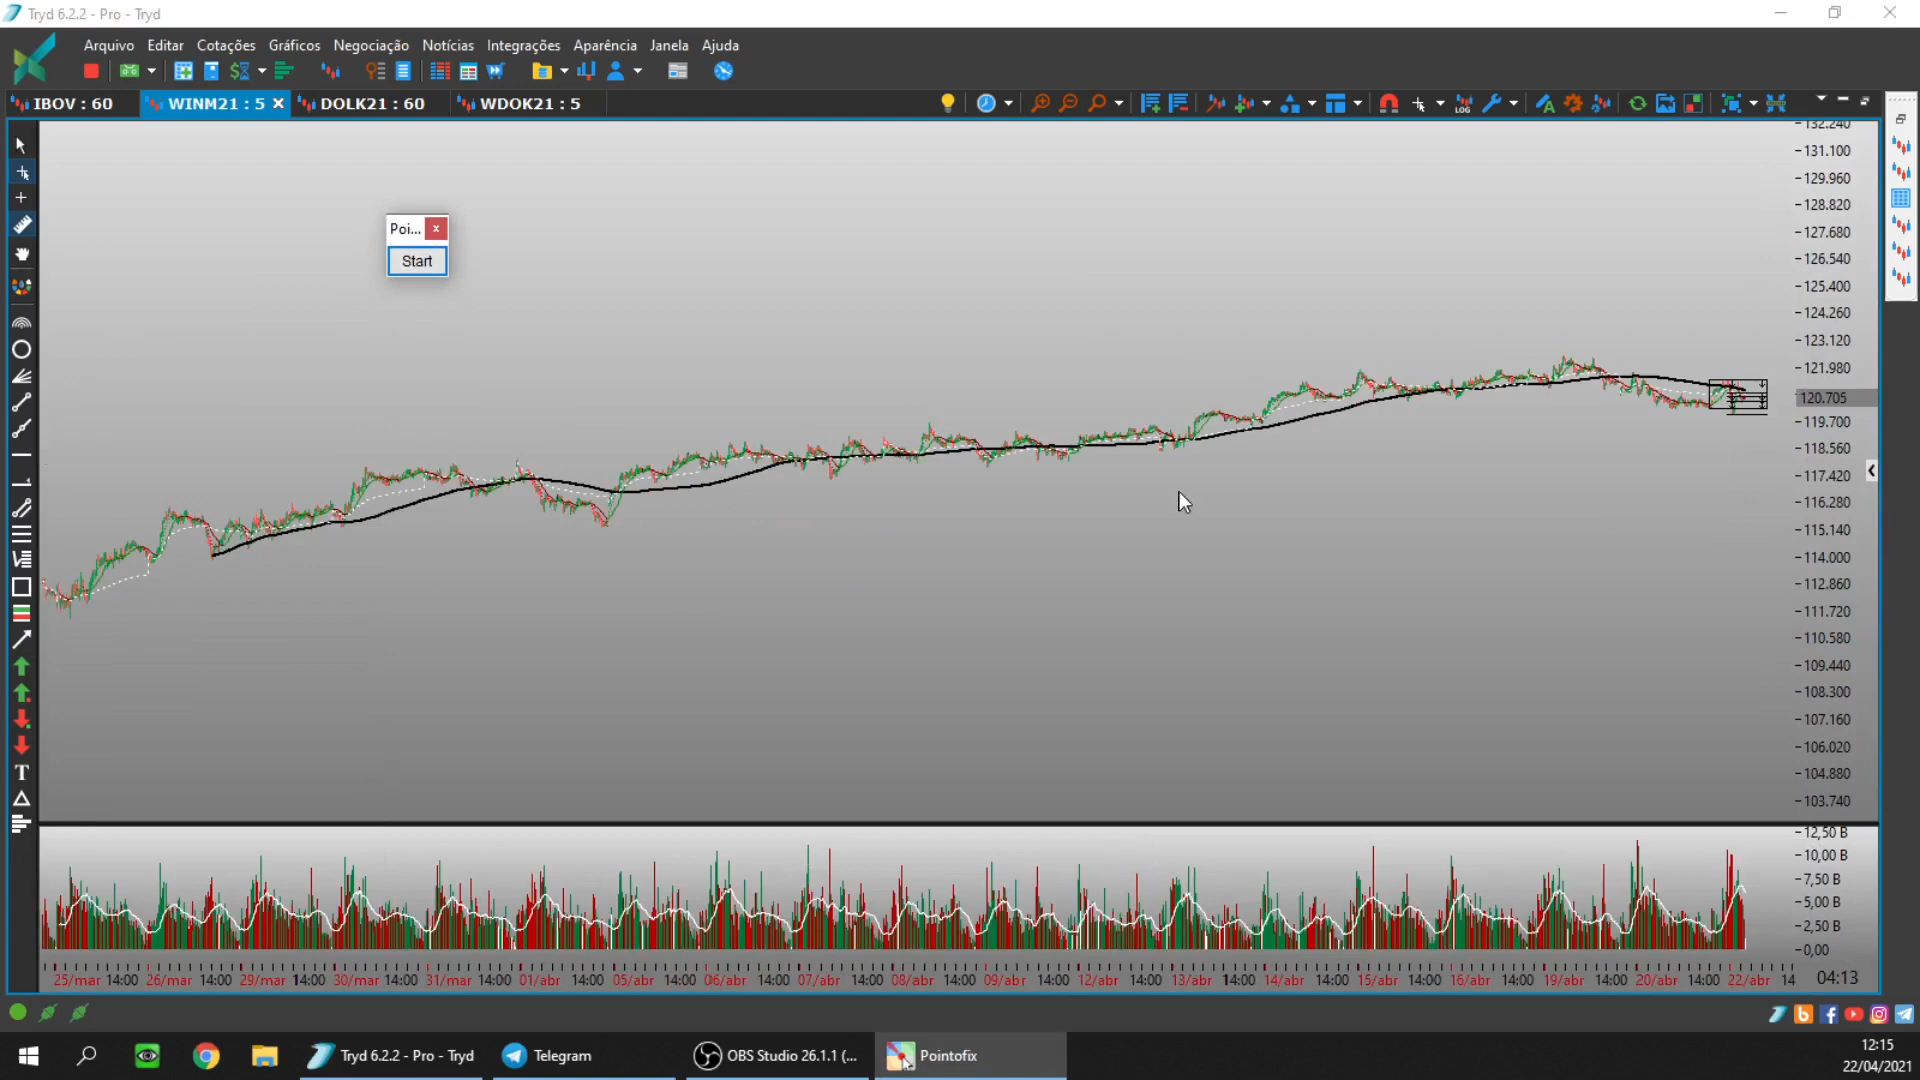 Tryd 6.2.2 - Pro - Tryd
Arquivo Editar Cotações Gráficos Negociação Notícias Integrações Aparência Janela Ajuda
IBOV : 60 WINM21 : 5 DOLK21 : 60 WDOK21 : 5
LOG
Poi...
Start
132.240
131.100
129.960
128.820
127.680
126.540
125.400
124.260
123.120
121.980
120.705
119.700
118.560
117.420
116.280
115.140
114.000
112.860
111.720
110.580
109.440
108.300
107.160
106.020
104.880
103.740
12,50 B
10,00 B
7,50 B
5,00 B
2,50 B
0,00
25/mar 14:00 26/mar 14:00 29/mar 14:00 30/mar 14:00 31/mar 14:00 01/abr 14:00 05/abr 14:00 06/abr 14:00 07/abr 14:00 08/abr 14:00 09/abr 14:00 12/abr 14:00 13/abr 14:00 14/abr 14:00 15/abr 14:00 16/abr 14:00 19/abr 14:00 20/abr 14:00 22/abr 14 04:13
Tryd 6.2.2 - Pro - Tryd Telegram OBS Studio 26.1.1 (... Pointofix
12:15
22/04/2021